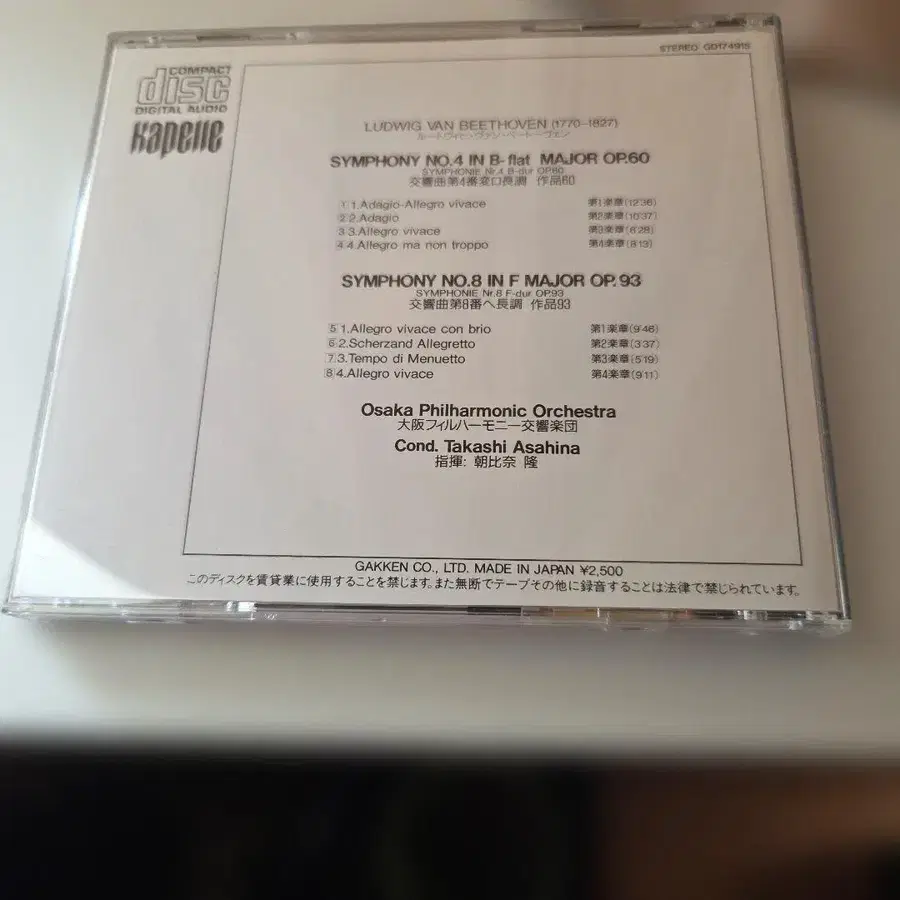 STEREO GD174915
COMPACT
disc
DIGITAL AUDIO
Kapelle
LUDWIG VAN BEETHOVEN (1770-1827)
ルートヴィヒ・ヴァン・ベートーヴェン
SYMPHONY NO.4 IN B-flat MAJOR OP.60
SYMPHONIE Nr.4 B-dur OP.60
交響曲第4番変ロ長調 作品60
1 1.Adagio-Allegro vivace 第1楽章(12'36)
2 2.Adagio 第2楽章(10'37)
3 3.Allegro vivace 第3楽章(6'28)
4 4.Allegro ma non troppo 第4楽章(8'13)
SYMPHONY NO.8 IN F MAJOR OP.93
SYMPHONIE Nr.8 F-dur OP.93
交響曲第8番ヘ長調 作品93
5 1.Allegro vivace con brio 第1楽章(9'46)
6 2.Scherzand Allegretto 第2楽章(3'37)
7 3.Tempo di Menuetto 第3楽章(5'19)
8 4.Allegro vivace 第4楽章(9'11)
Osaka Philharmonic Orchestra
大阪フィルハーモニー交響楽団
Cond. Takashi Asahina
指揮: 朝比奈 隆
GAKKEN CO., LTD. MADE IN JAPAN ¥2,500
このディスクを賃貸業に使用することを禁じます。また無断でテープその他に録音することは法律で禁じられています。